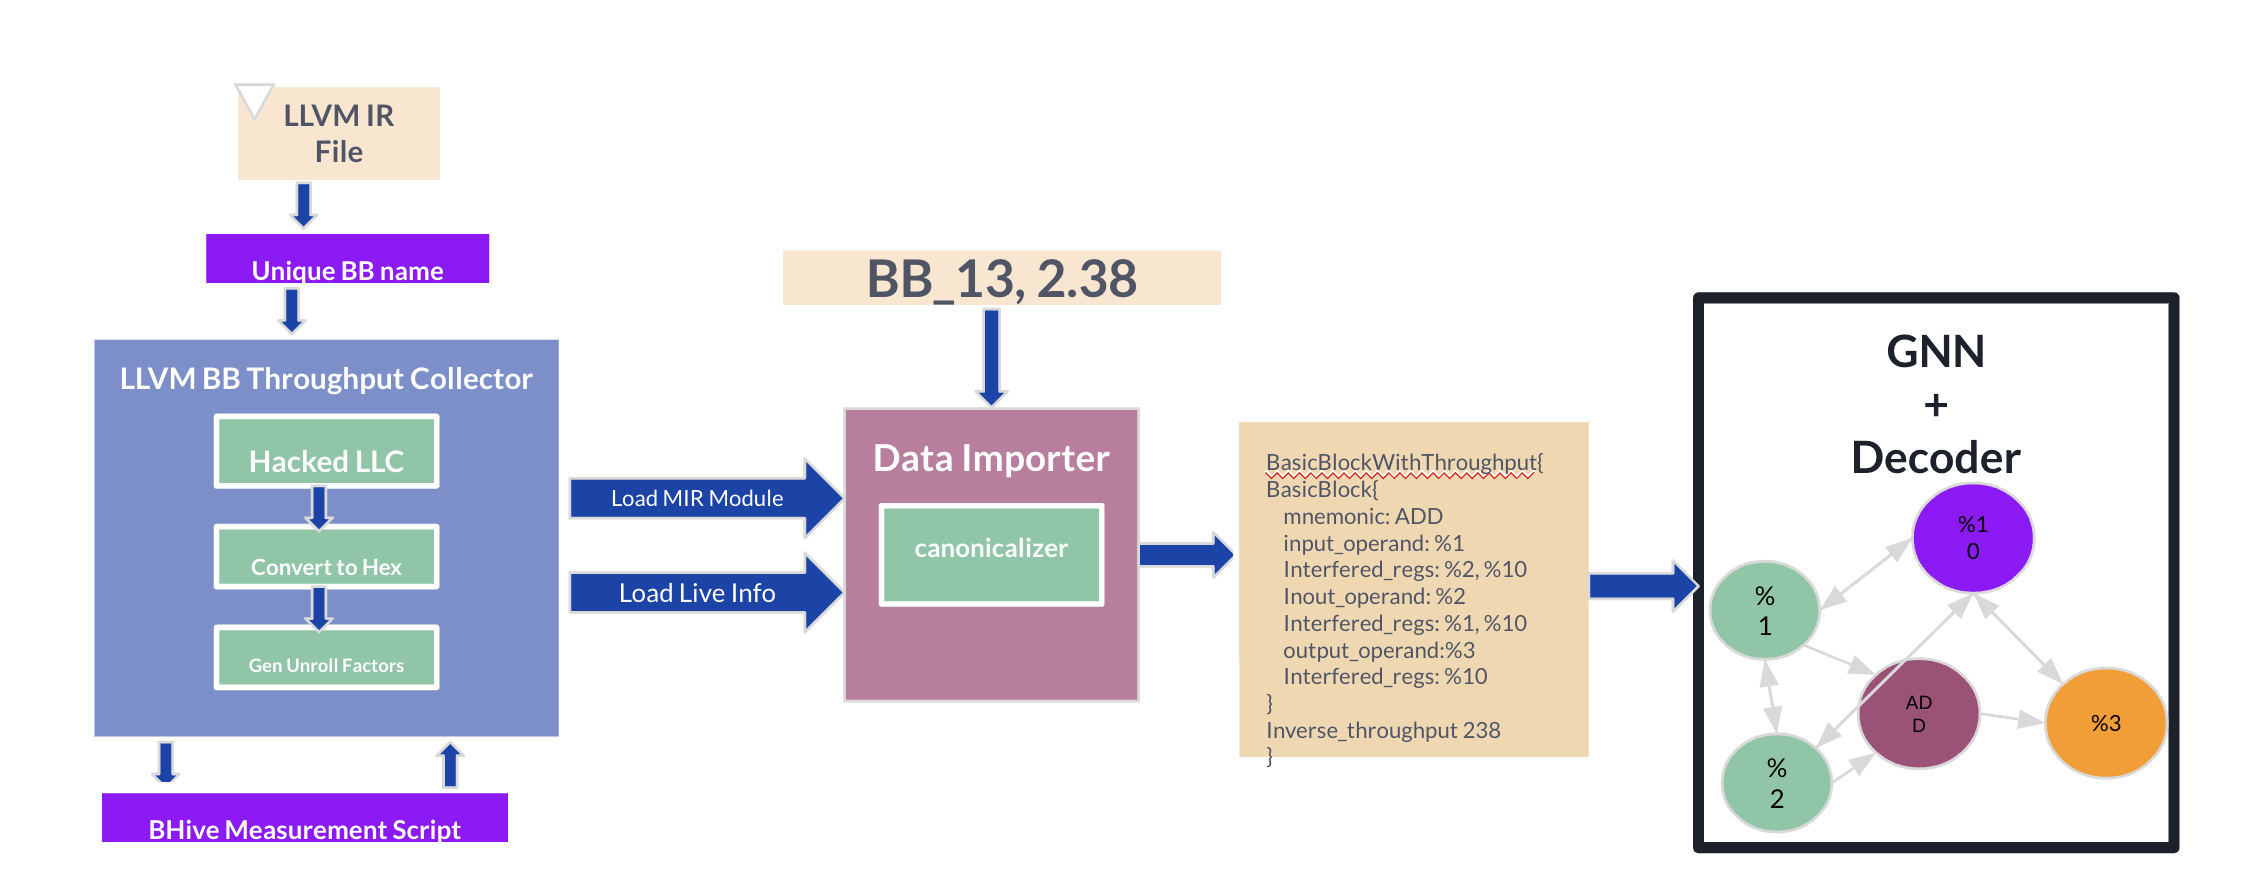 LLVM IR
File
Unique BB name
LLVM BB Throughput Collector
Hacked LLC
Convert to Hex
Gen Unroll Factors
BHive Measurement Script
Load MIR Module
Load Live Info
BB_13, 2.38
Data Importer
canonicalizer
BasicBlockWithThroughput{
BasicBlock{
mnemonic: ADD
input_operand: %1
Interfered_regs: %2, %10
Inout_operand: %2
Interfered_regs: %1, %10
output_operand:%3
Interfered_regs: %10
}
Inverse_throughput 238
}
GNN
+
Decoder
%1
0
%
1
AD
D
%3
%
2